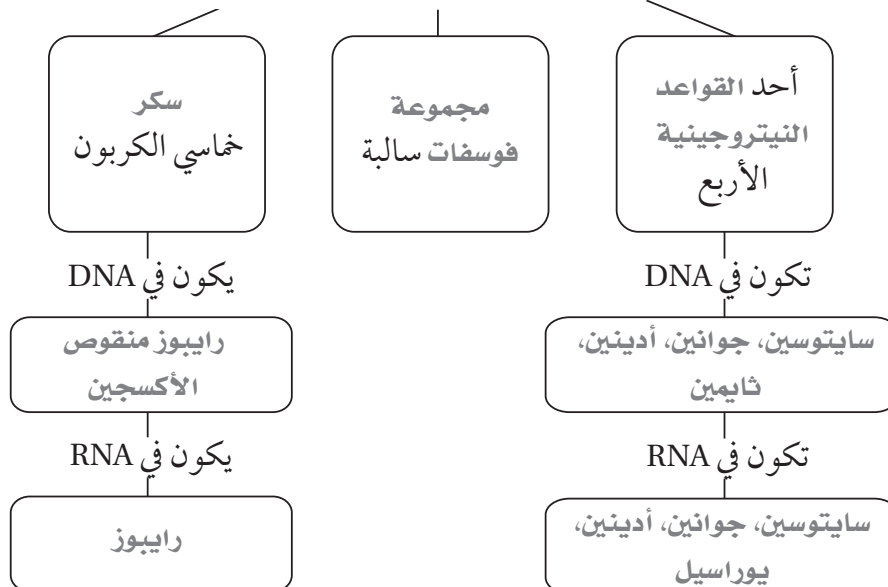 أحد القواعد
النيتروجينية
الأربع
تكون في DNA
سايتوسين، جوانين، أدينين،
ثايمين
تكون في RNA
سايتوسين، جوانين، أدينين،
يوراسيل
مجموعة
فوسفات سالبة
سكر
خماسي الكربون
يكون في DNA
رايبوز منقوص
الأكسجين
يكون في RNA
رايبوز